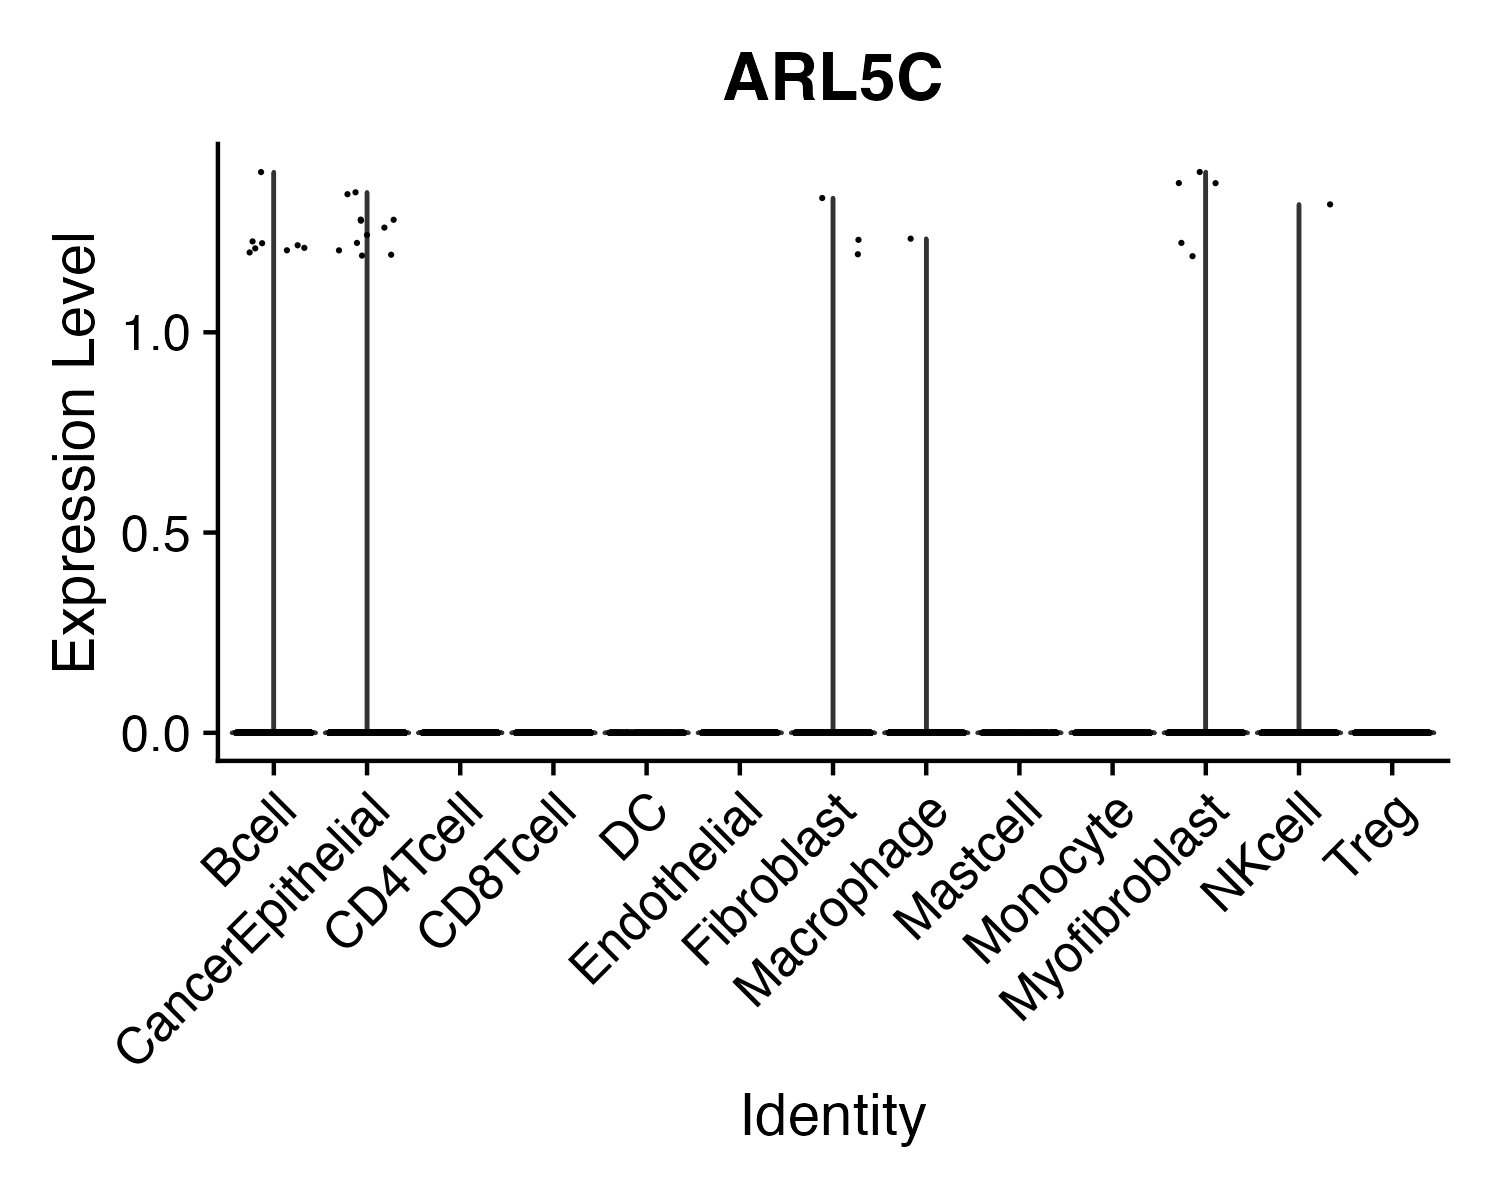 ARL5C
Expression Level
1.0
0.5
0.0
Bcell
CancerEpithelial
CD4Tcell
CD8Tcell
DC
Endothelial
Fibroblast
Macrophage
Mastcell
Monocyte
Myofibroblast
NKcell
Treg
Identity